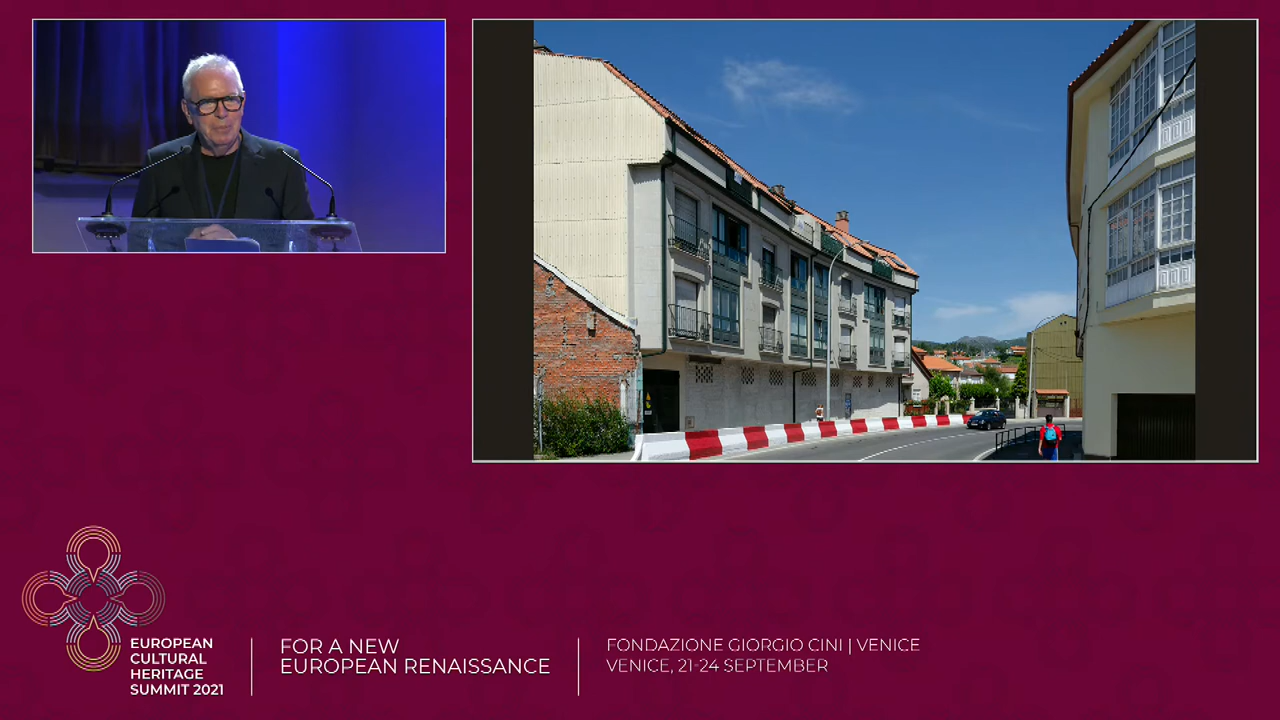 EUROPEAN
CULTURAL
HERITAGE
SUMMIT 2021
FOR A NEW
EUROPEAN RENAISSANCE
FONDAZIONE GIORGIO CINI | VENICE
VENICE, 21-24 SEPTEMBER